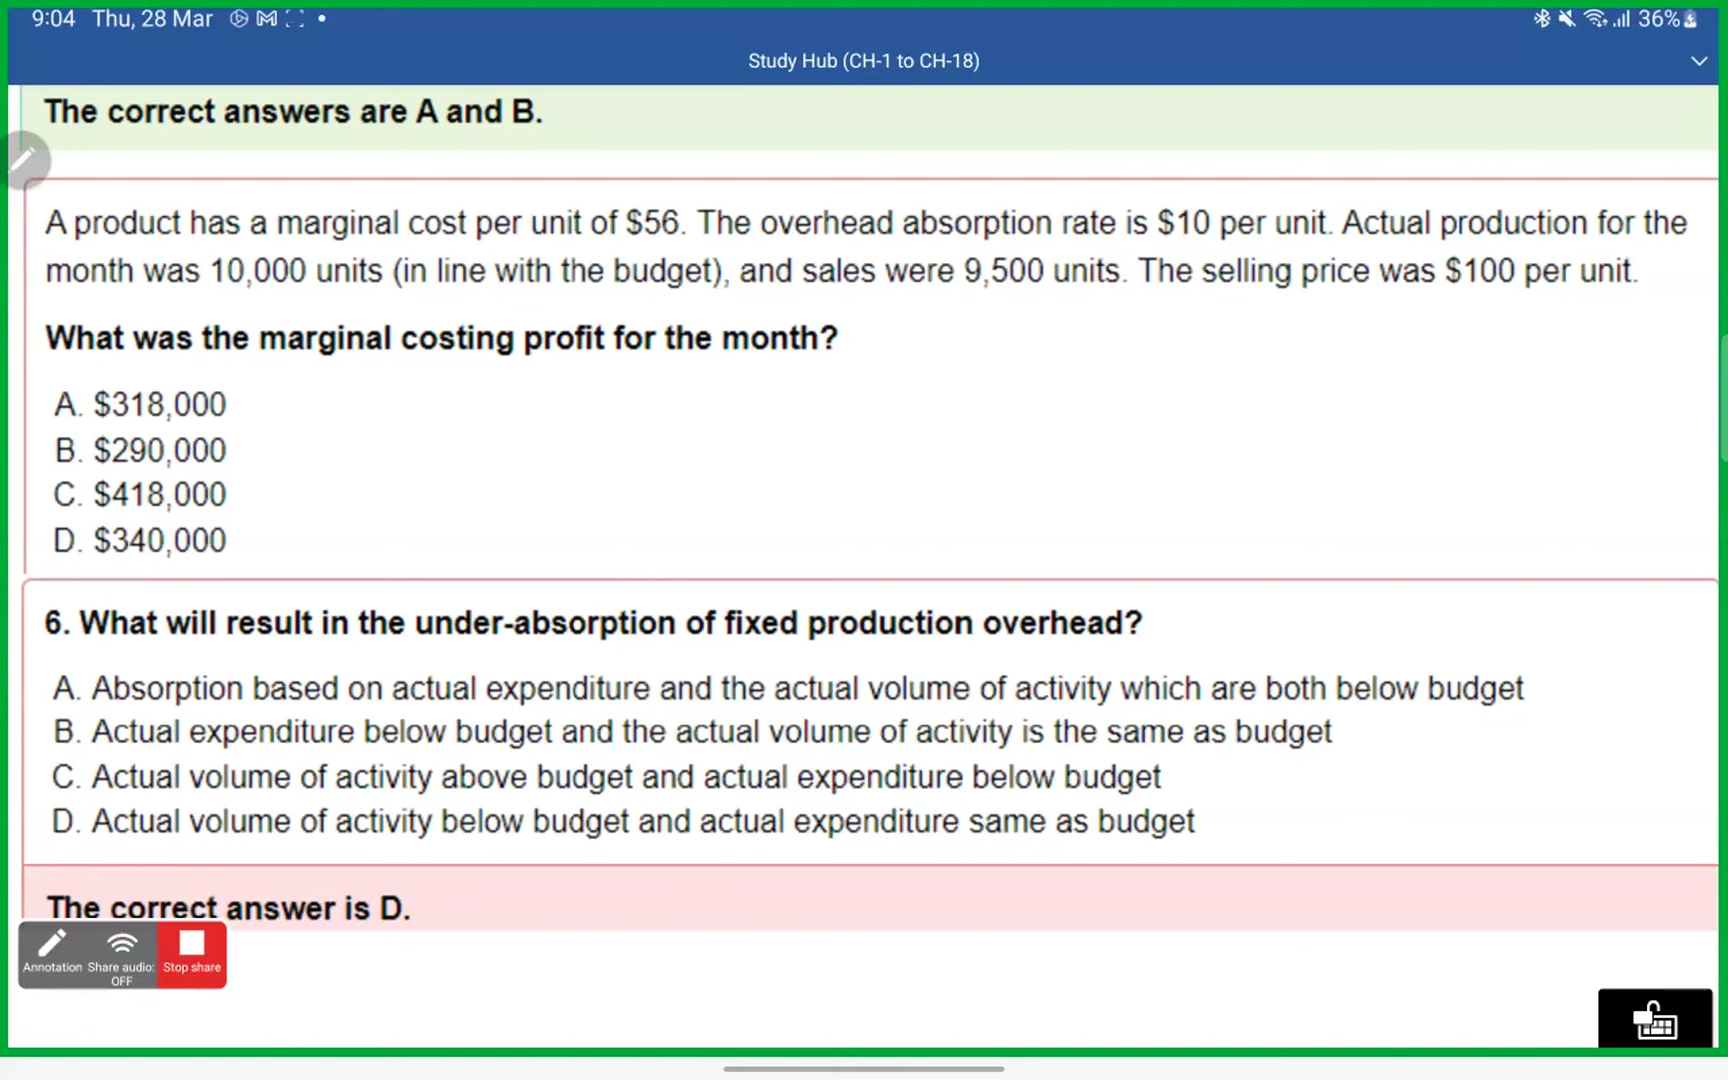 9:04 Thu, 28 Mar
36%
Study Hub (CH-1 to CH-18)
The correct answers are A and B.
A product has a marginal cost per unit of $56. The overhead absorption rate is $10 per unit. Actual production for the
month was 10,000 units (in line with the budget), and sales were 9,500 units. The selling price was $100 per unit.
What was the marginal costing profit for the month?
A. $318,000
B. $290,000
C. $418,000
D. $340,000
6. What will result in the under-absorption of fixed production overhead?
A. Absorption based on actual expenditure and the actual volume of activity which are both below budget
B. Actual expenditure below budget and the actual volume of activity is the same as budget
C. Actual volume of activity above budget and actual expenditure below budget
D. Actual volume of activity below budget and actual expenditure same as budget
The correct answer is D.
Annotation
Share audio:
OFF
Stop share